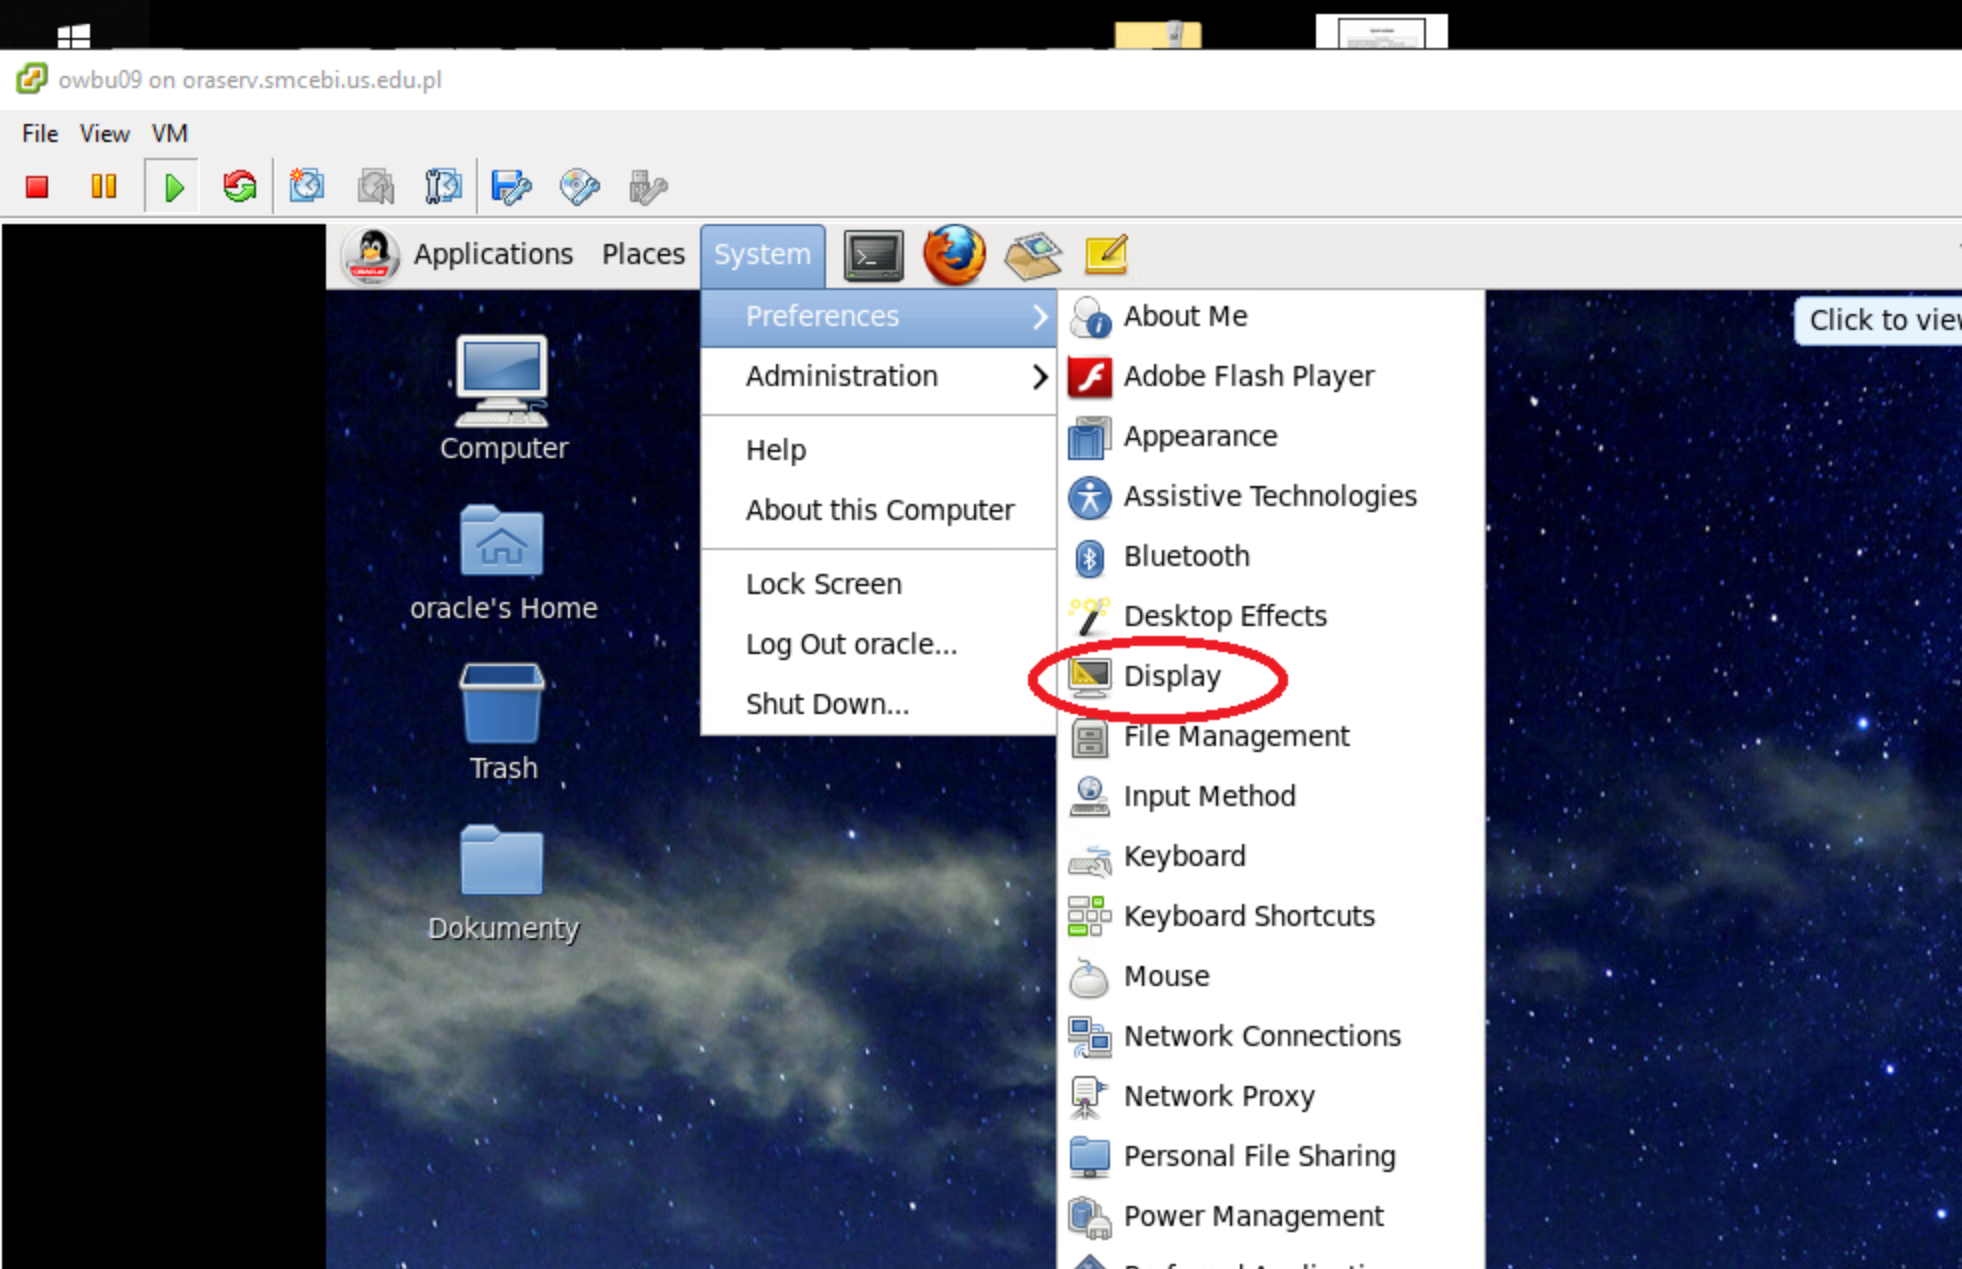 owbu09 on oraserv.smcebi.us.edu.pl
File View VM
Applications Places System
Preferences
Administration
Help
About this Computer
Lock Screen
Log Out oracle...
Shut Down...
About Me
Adobe Flash Player
Appearance
Assistive Technologies
Bluetooth
Desktop Effects
Display
File Management
Input Method
Keyboard
Keyboard Shortcuts
Mouse
Network Connections
Network Proxy
Personal File Sharing
Power Management
Click to
Computer
oracle's Home
Trash
Dokumenty